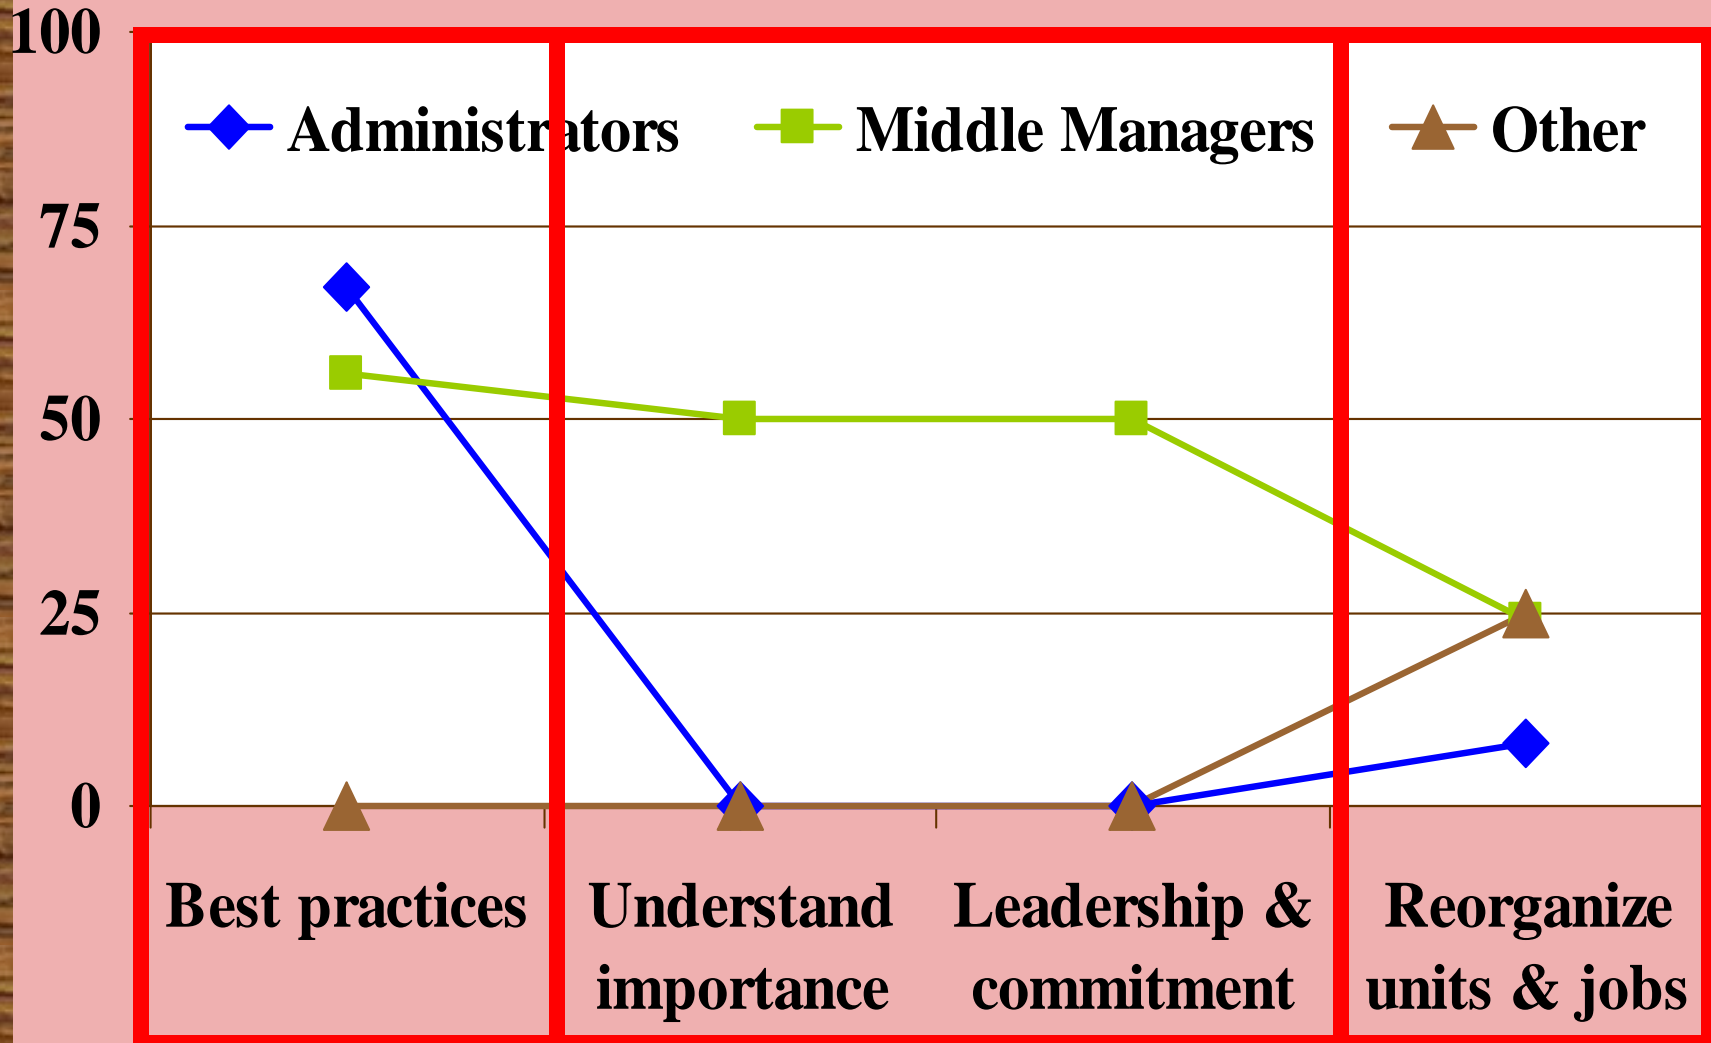 100
Administrators Middle Managers Other
75
50
25
0
Best practices
Understand
importance
Leadership &
commitment
Reorganize
units & jobs